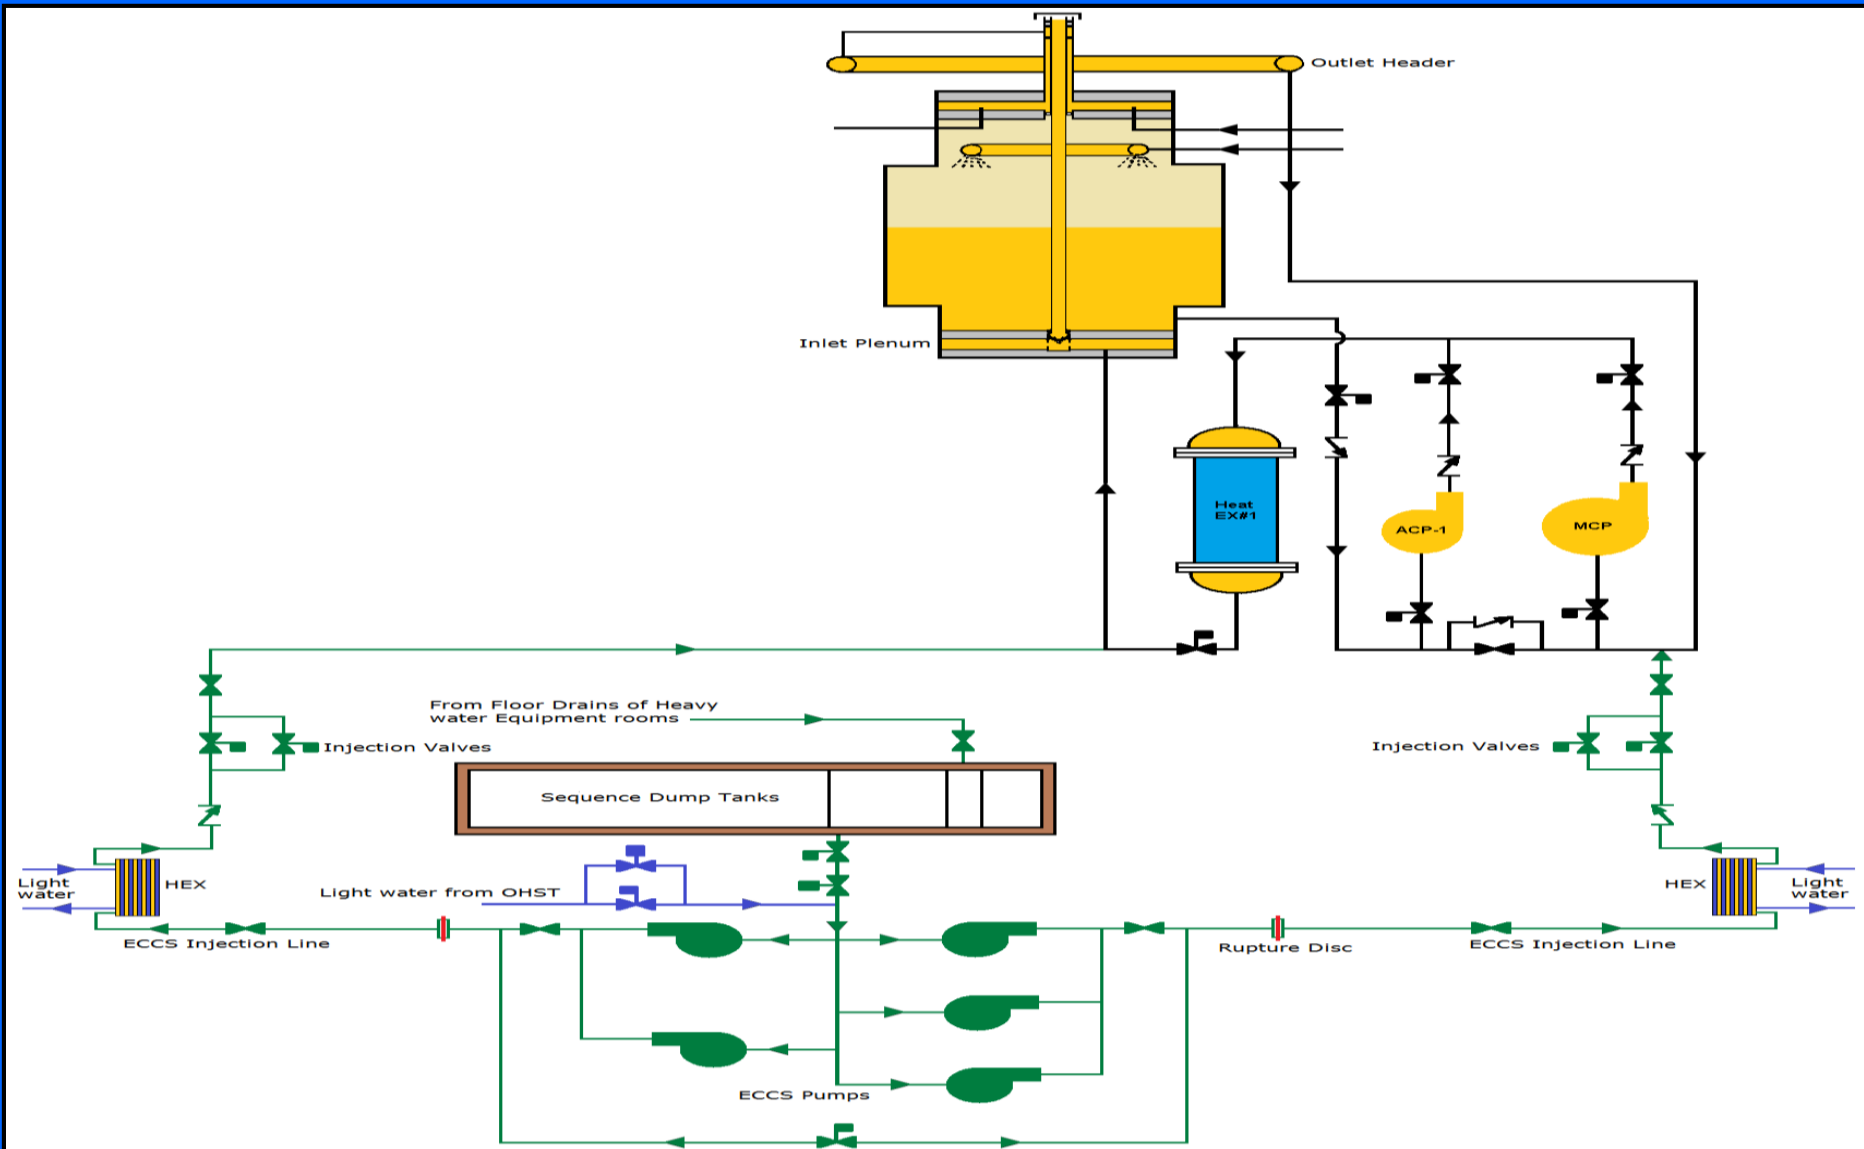 Outlet Header
Inlet Plenum
Heat
EX#1
ACP-1
MCP
From Floor Drains of Heavy
water Equipment rooms
Injection Valves
Injection Valves
Sequence Dump Tanks
Light
water
HEX
Light water from OHST
HEX
Light
water
ECCS Injection Line
Rupture Disc
ECCS Injection Line
ECCS Pumps